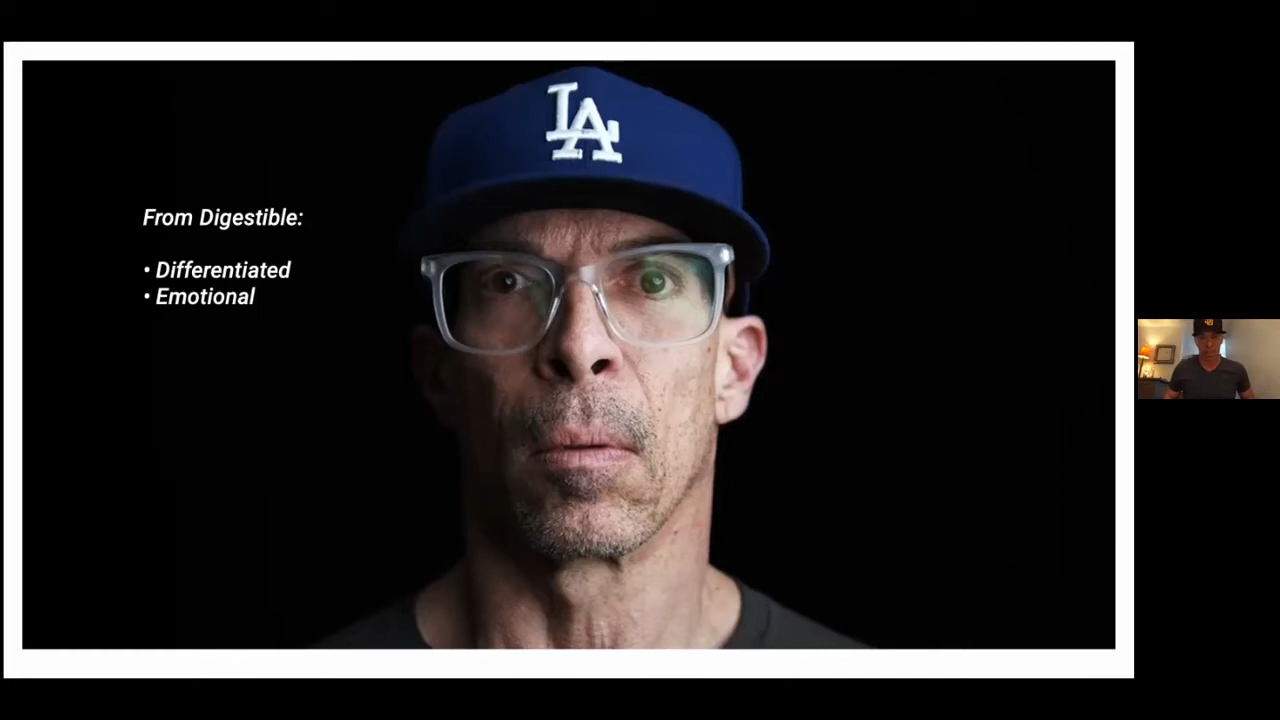 LA
From Digestible:
• Differentiated
• Emotional